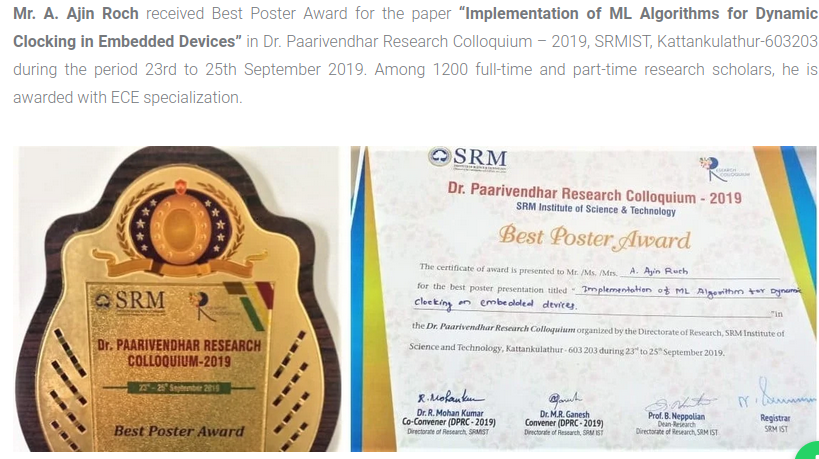 Mr. A. Ajin Roch received Best Poster Award for the paper “Implementation of ML Algorithms for Dynamic
Clocking in Embedded Devices” in Dr. Paarivendhar Research Colloquium – 2019, SRMIST, Kattankulathur-603203
during the period 23rd to 25th September 2019. Among 1200 full-time and part-time research scholars, he is
awarded with ECE specialization.
SRM
Dr. PAARIVENDHAR RESEARCH
COLLOQUIUM-2019
23rd - 25th September 2019
Best Poster Award
SRM
RESEARCH
COLLOQUIUM
Dr. Paarivendhar Research Colloquium - 2019
SRM Institute of Science & Technology
Best Poster Award
The certificate of award is presented to Mr. /Ms. /Mrs. A. Ajin Roch
for the best poster presentation titled " Implementation of ML Algorithm for Dynamic
Clocking on embedded devices.
"in
the Dr. Paarivendhar Research Colloquium organized by the Directorate of Research, SRM Institute of
Science and Technology, Kattankulathur - 603 203 during 23rd to 25th September 2019.
R. Mohan Kumar
Dr. R. Mohan Kumar
Co-Convener (DPRC - 2019)
Directorate of Research, SRMIST
Dr. M.R. Ganesh
Convener (DPRC - 2019)
Directorate of Research, SRM IST
Prof. B. Neppolian
Dean-Research
Directorate of Research, SRM IST
Registrar
SRM IST